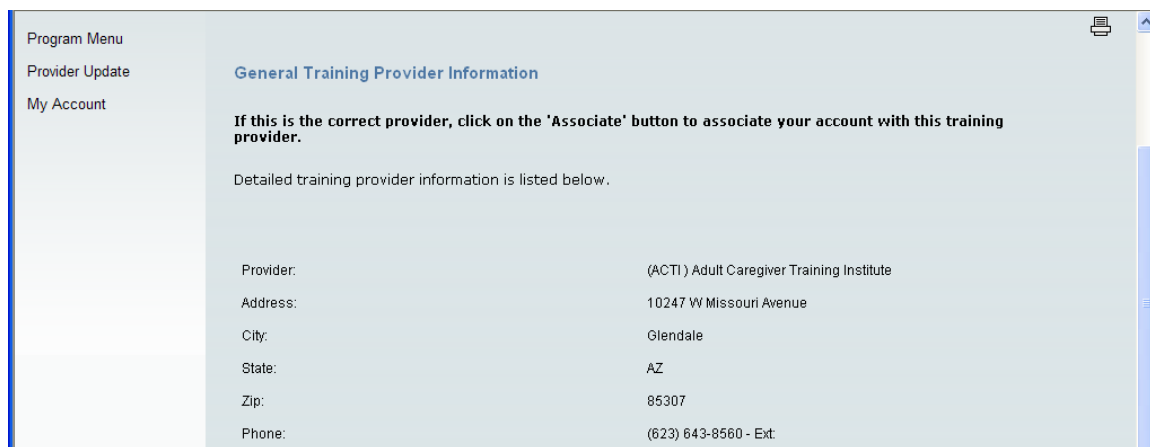 Program Menu
Provider Update
My Account
General Training Provider Information
If this is the correct provider, click on the 'Associate' button to associate your account with this training
provider.
Detailed training provider information is listed below.
Provider: (ACTI ) Adult Caregiver Training Institute
Address: 10247 W Missouri Avenue
City: Glendale
State: AZ
Zip: 85307
Phone: (623) 643-8560 - Ext: